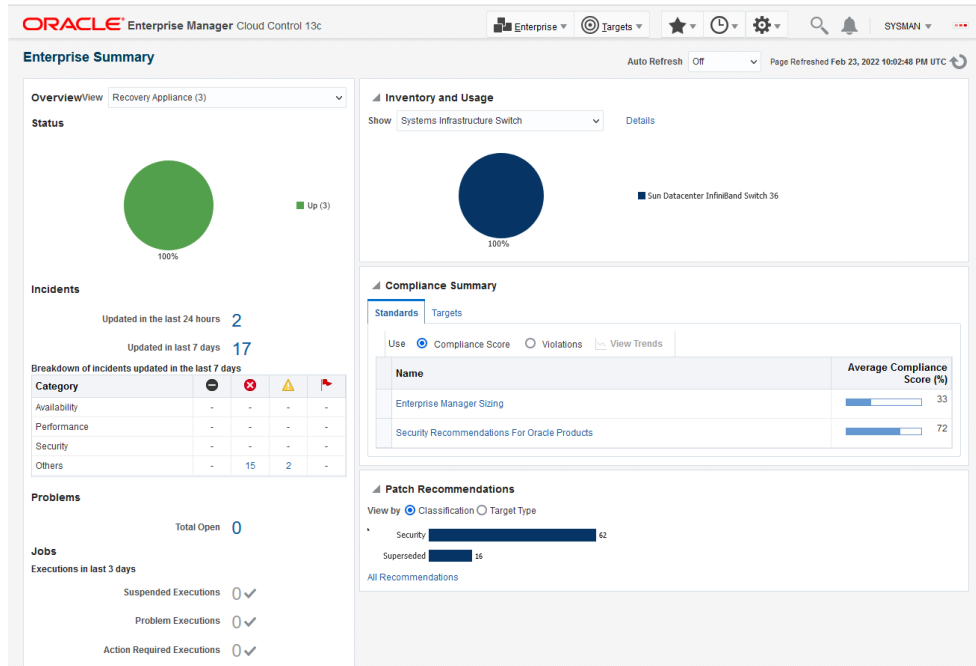 ORACLE Enterprise Manager Cloud Control 13c
Enterprise Targets SYSMAN
Enterprise Summary
Auto Refresh Off Page Refreshed Feb 23, 2022 10:02:48 PM UTC
OverviewView Recovery Appliance (3)
Status
Up (3)
100%
Incidents
Updated in the last 24 hours 2
Updated in last 7 days 17
Breakdown of incidents updated in the last 7 days
Category
Availability - - - -
Performance - - - -
Security - - - -
Others - 15 2 -
Problems
Total Open 0
Jobs
Executions in last 3 days
Suspended Executions 0
Problem Executions 0
Action Required Executions 0
Inventory and Usage
Show Systems Infrastructure Switch Details
Sun Datacenter InfiniBand Switch 36
100%
Compliance Summary
Standards Targets
Use Compliance Score Violations View Trends
Name Average Compliance
Score (%)
Enterprise Manager Sizing 33
Security Recommendations For Oracle Products 72
Patch Recommendations
View by Classification Target Type
Security 62
Superseded 16
All Recommendations